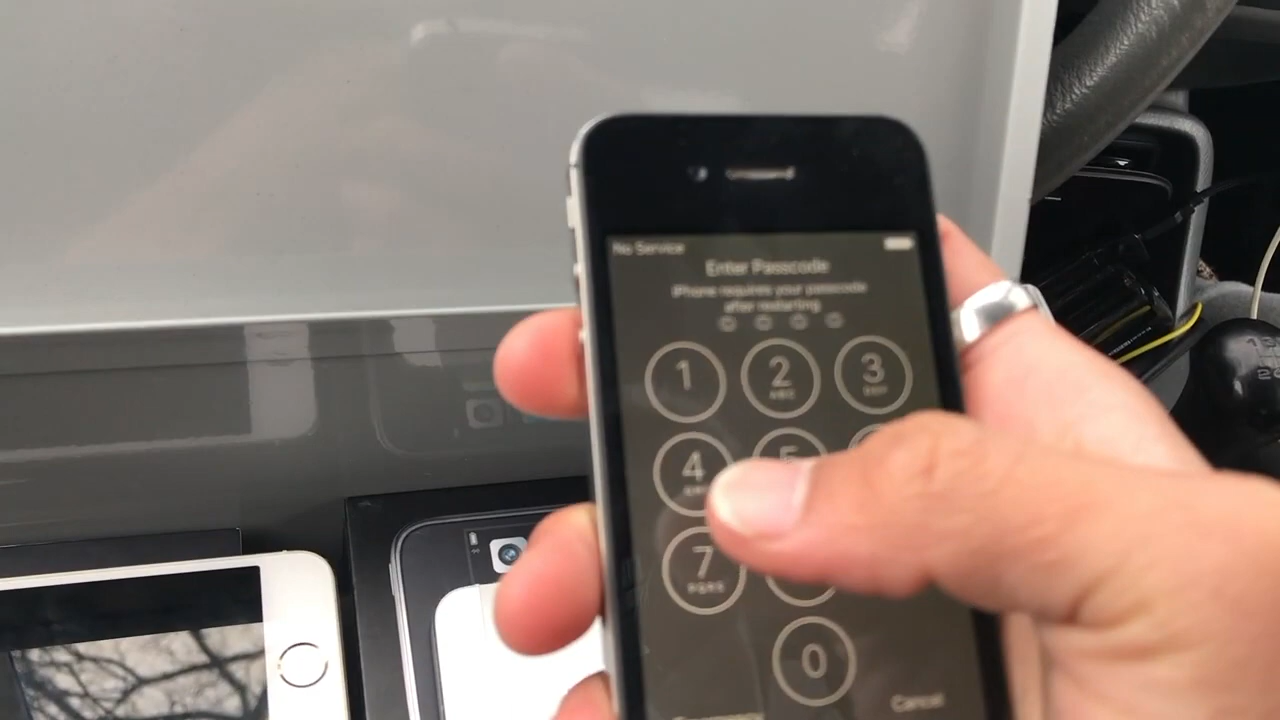 No Service
Enter Passcode
iPhone requires your passcode
after restarting
1
2
ABC
3
DEF
4
GHI
5
7
PQRS
0
Cancel